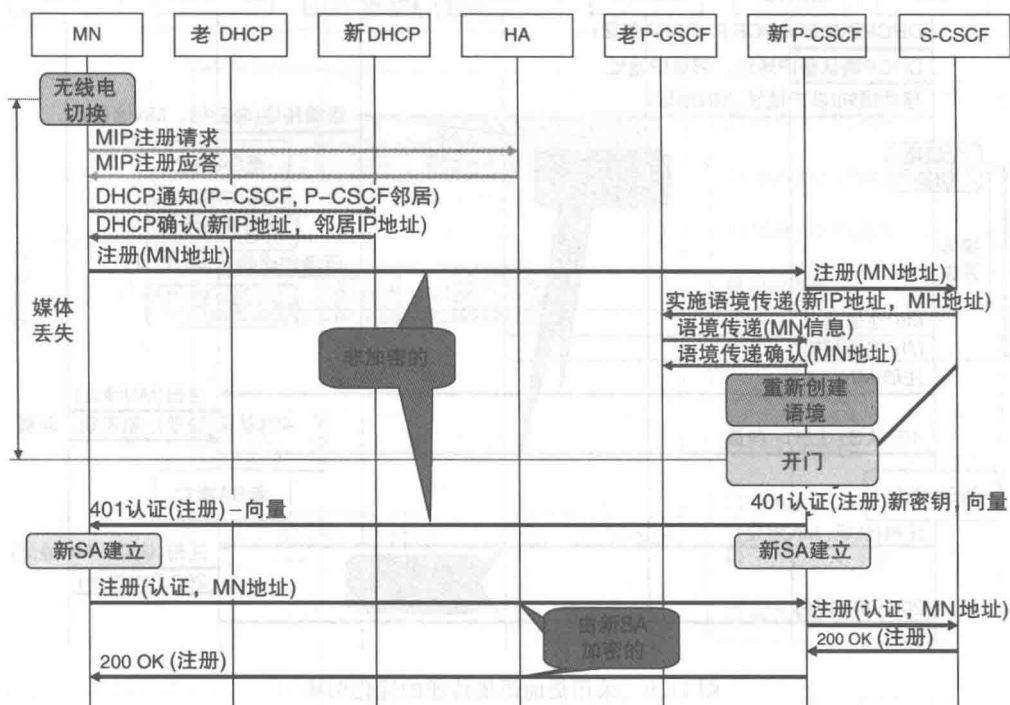 MN
老 DHCP
新DHCP
HA
老P-CSCF
新P-CSCF
S-CSCF
无线电
切换
MIP注册请求
MIP注册应答
DHCP通知(P-CSCF, P-CSCF邻居)
DHCP确认(新IP地址, 邻居IP地址)
注册(MN地址)
注册(MN地址)
实施语境传递(新IP地址, MH地址)
语境传递(MN信息)
语境传递确认(MN地址)
媒体
丢失
非加密的
重新创建
语境
开门
401认证(注册)-向量
401认证(注册)新密钥,向量
新SA建立
新SA建立
注册(认证, MN地址)
注册(认证, MN地址)
由新SA
加密的
200 OK (注册)
200 OK (注册)